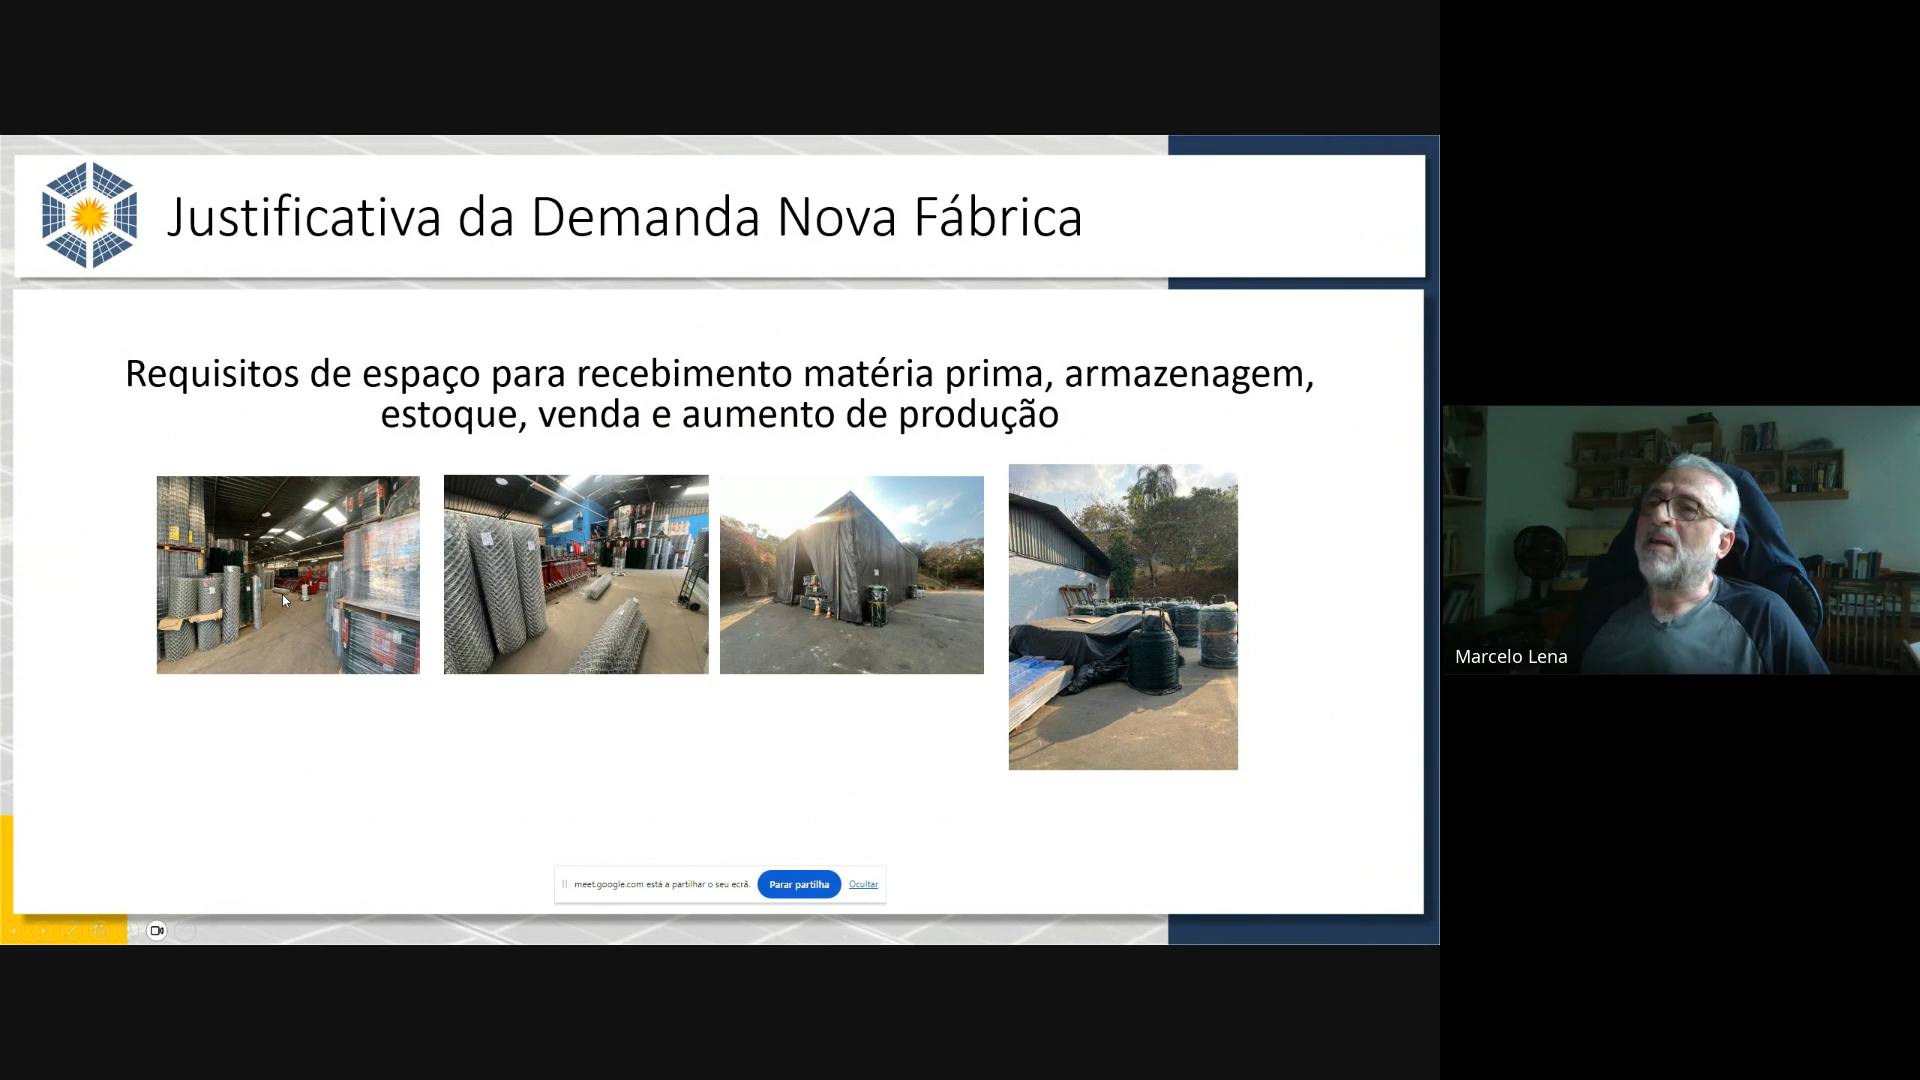 Justificativa da Demanda Nova Fábrica
Requisitos de espaço para recebimento matéria prima, armazenagem,
estoque, venda e aumento de produção
Marcelo Lena
meet.google.com está a partilhar o seu ecrã.
Parar partilha
Ocultar